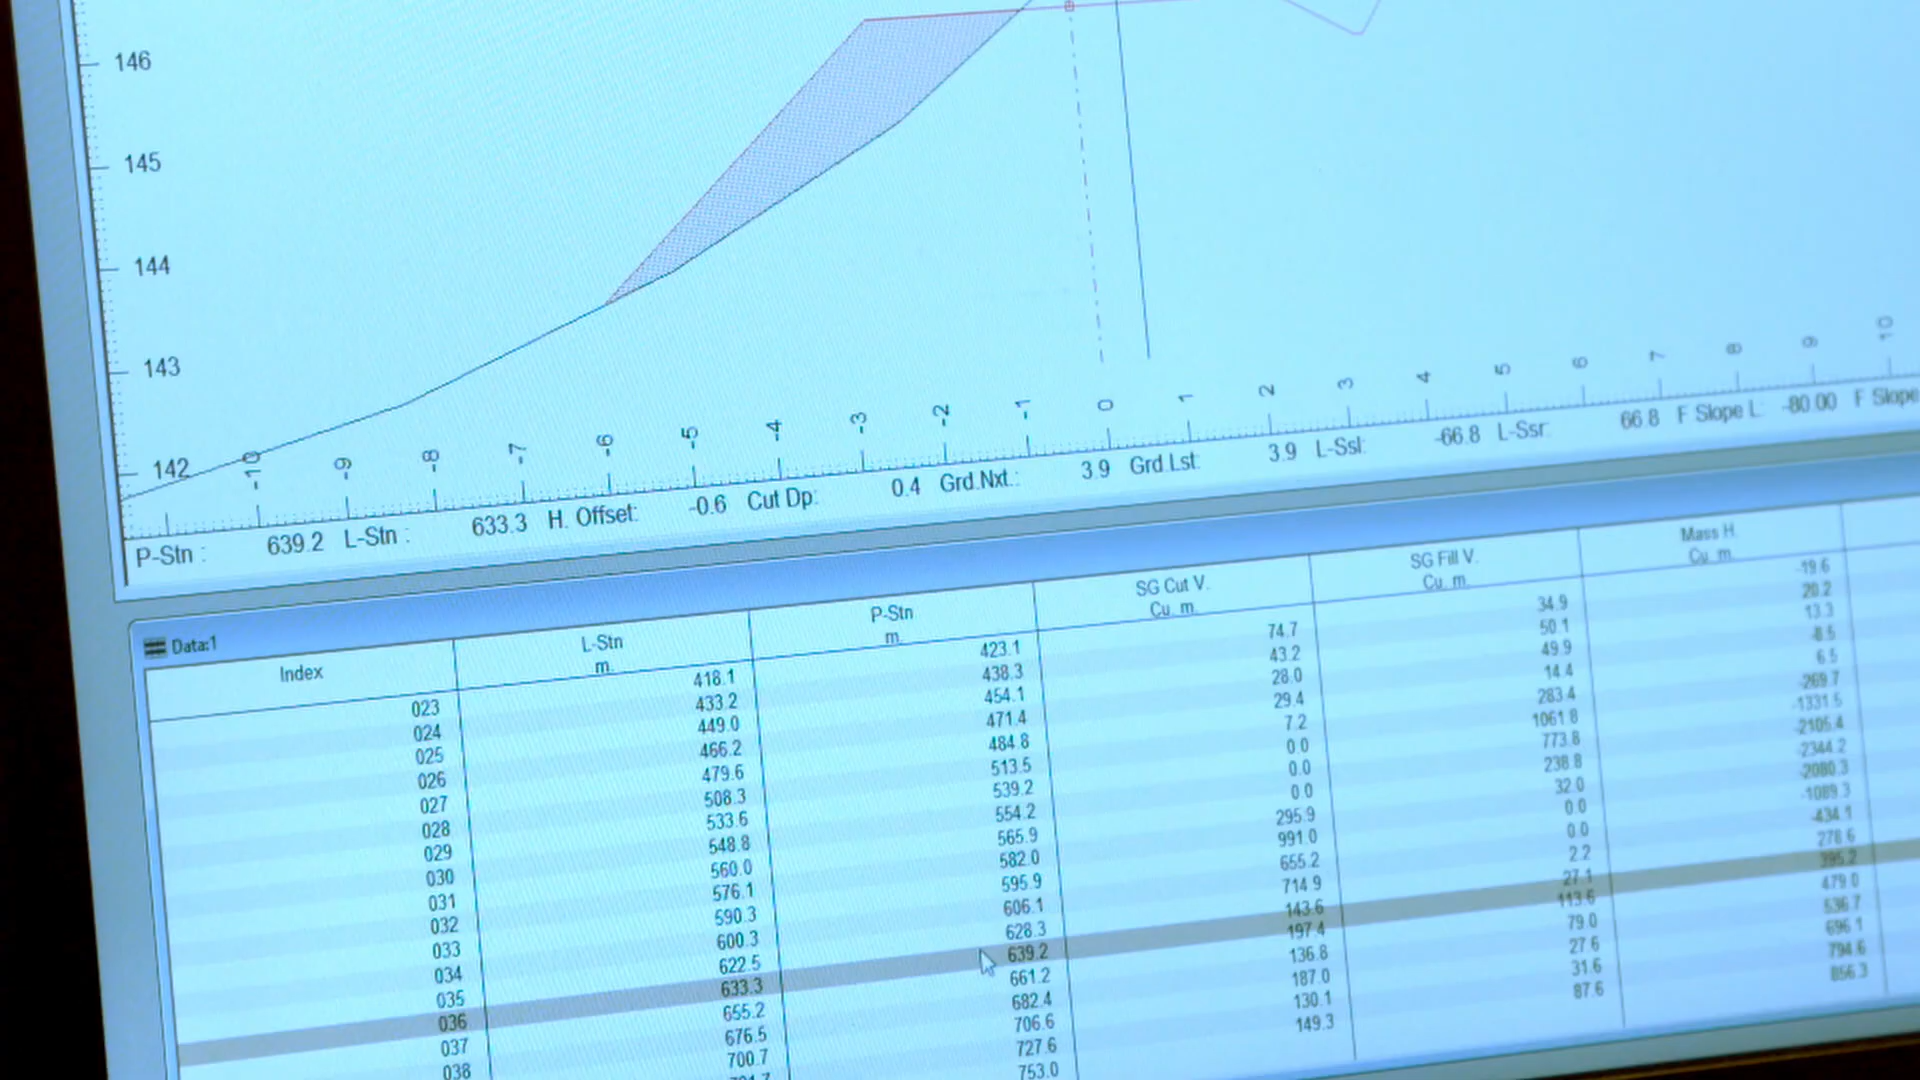 146
145
144
143
142
-10 -9 -8 -7 -6 -5 -4 -3 -2 -1 0 1 2 3 4 5 6 7 8 9 10
P-Stn : 639.2 L-Stn : 633.3 H. Offset: -0.6 Cut Dp: 0.4 Grd.Nxt.: 3.9 Grd.Lst: 3.9 L-Ssl: -66.8 L-Ssr: 66.8 F Slope L: -80.00 F Slope
Data:1
Index L-Stn P-Stn SG Cut V. SG Fill V. Mass H.
m. m. Cu. m. Cu. m. Cu. m.
023 418.1 423.1 74.7 34.9 -19.6
024 433.2 438.3 43.2 50.1 20.2
025 449.0 454.1 28.0 49.9 13.3
026 466.2 471.4 29.4 14.4 -8.5
027 479.6 484.8 7.2 283.4 6.5
028 508.3 513.5 0.0 1061.8 -269.7
029 533.6 539.2 0.0 773.8 -1331.5
030 548.8 554.2 0.0 238.8 -2105.4
031 560.0 565.9 295.9 32.0 -2344.2
032 576.1 582.0 991.0 0.0 -2080.3
033 590.3 595.9 655.2 0.0 -1089.3
034 600.3 606.1 714.9 2.2 -434.1
035 622.5 628.3 143.6 27.1 278.6
036 633.3 639.2 197.4 113.6 395.2
037 655.2 661.2 136.8 79.0 479.0
038 676.5 682.4 187.0 27.6 536.7
700.7 706.6 130.1 31.6 696.1
727.6 149.3 87.6 794.6
753.0 856.3